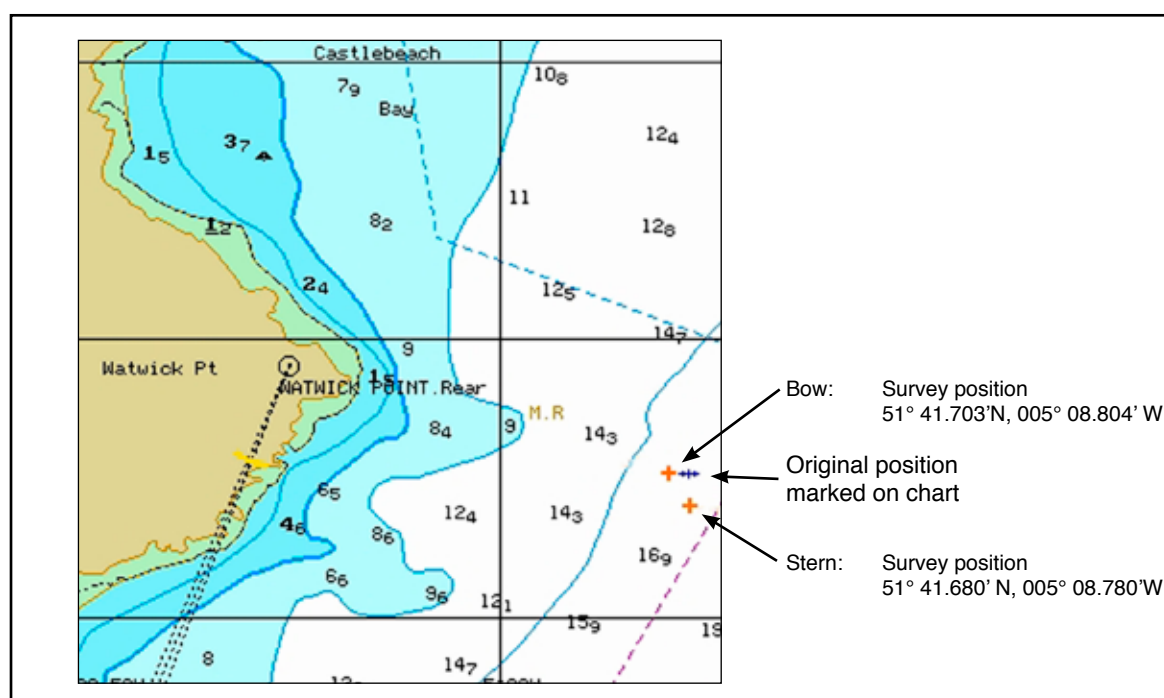 Castlebeach
Bay
7₉
10₈
12₄
3₇
1₅
11
8₂
12₈
1₂
2₄
12₅
14₇
9
Watwick Pt
1₅
WATWICK POINT.Rear
M.R
8₄
9
14₃
Bow: Survey position
51° 41.703'N, 005° 08.804' W
Original position
marked on chart
6₅
12₄
14₃
4₆
8₆
16₉
Stern: Survey position
51° 41.680' N, 005° 08.780'W
6₆
9₆
12₁
15₉
8
14₇